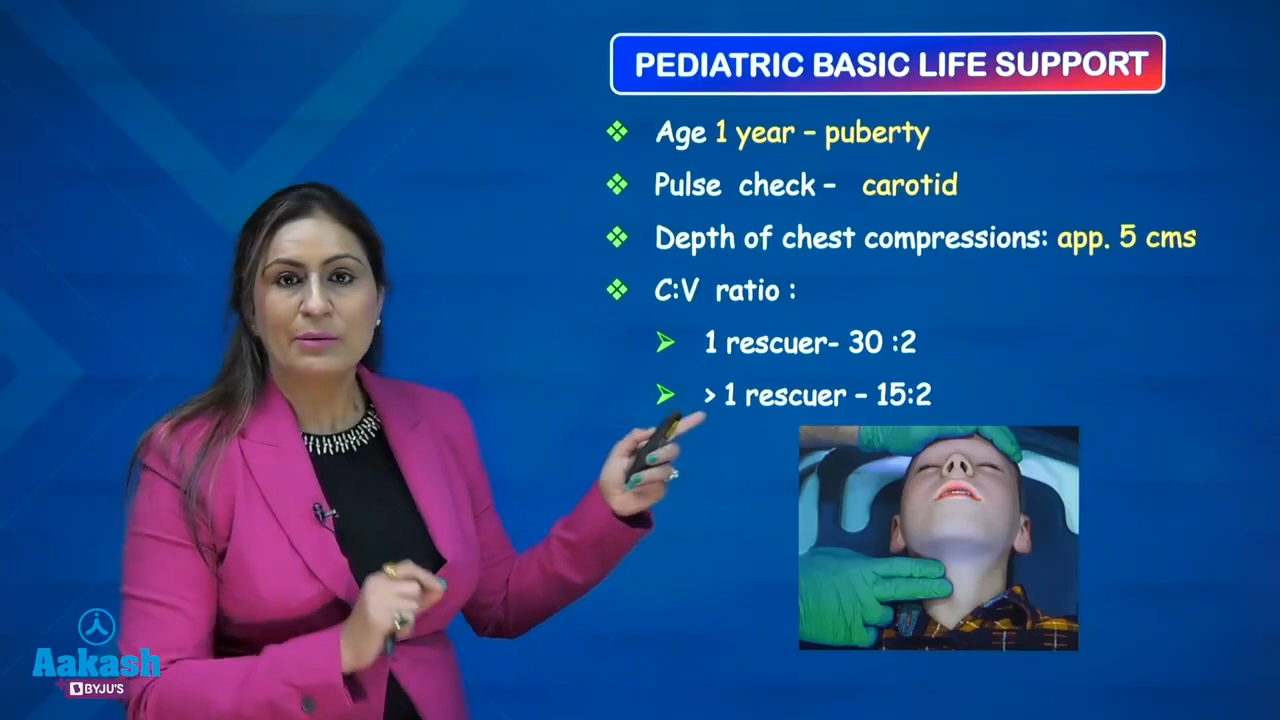 PEDIATRIC BASIC LIFE SUPPORT
Age 1 year – puberty
Pulse check – carotid
Depth of chest compressions: app. 5 cms
C:V ratio :
1 rescuer- 30 :2
> 1 rescuer – 15:2
Aakash
BYJU'S